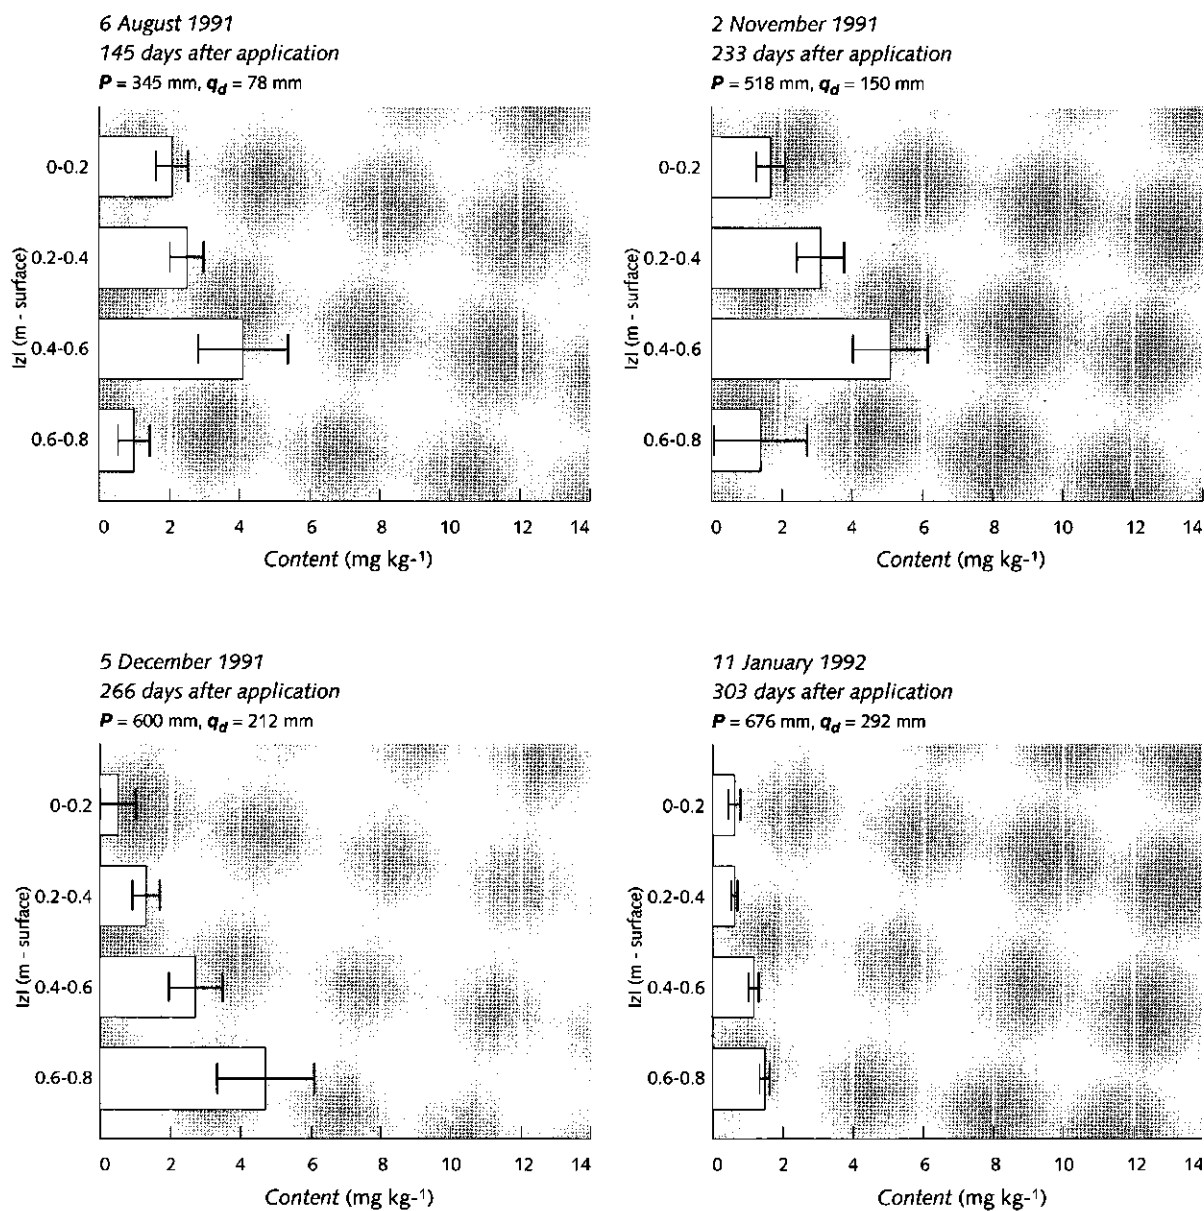 6 August 1991
145 days after application
P = 345 mm, qd = 78 mm
0-0.2
0.2-0.4
0.4-0.6
0.6-0.8
|z| (m - surface)
0 2 4 6 8 10 12 14
Content (mg kg-1)
2 November 1991
233 days after application
P = 518 mm, qd = 150 mm
0-0.2
0.2-0.4
0.4-0.6
0.6-0.8
|z| (m - surface)
0 2 4 6 8 10 12 14
Content (mg kg-1)
5 December 1991
266 days after application
P = 600 mm, qd = 212 mm
0-0.2
0.2-0.4
0.4-0.6
0.6-0.8
|z| (m - surface)
0 2 4 6 8 10 12 14
Content (mg kg-1)
11 January 1992
303 days after application
P = 676 mm, qd = 292 mm
0-0.2
0.2-0.4
0.4-0.6
0.6-0.8
|z| (m - surface)
0 2 4 6 8 10 12 14
Content (mg kg-1)